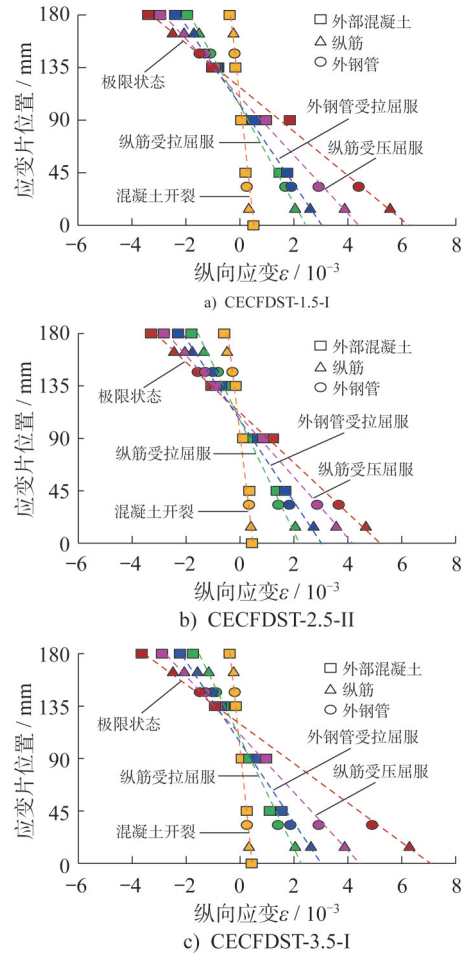 180
135
90
45
0
应变片位置 / mm
外部混凝土
纵筋
外钢管
极限状态
外钢管受拉屈服
纵筋受拉屈服
纵筋受压屈服
混凝土开裂
−6 −4 −2 0 2 4 6 8
纵向应变ε / 10⁻³
a) CECFDST-1.5-I
180
135
90
45
0
应变片位置 / mm
外部混凝土
纵筋
外钢管
极限状态
外钢管受拉屈服
纵筋受拉屈服
纵筋受压屈服
混凝土开裂
−6 −4 −2 0 2 4 6 8
纵向应变ε / 10⁻³
b) CECFDST-2.5-II
180
135
90
45
0
应变片位置 / mm
外部混凝土
纵筋
外钢管
极限状态
外钢管受拉屈服
纵筋受压屈服
纵筋受拉屈服
混凝土开裂
−6 −4 −2 0 2 4 6 8
纵向应变ε / 10⁻³
c) CECFDST-3.5-I